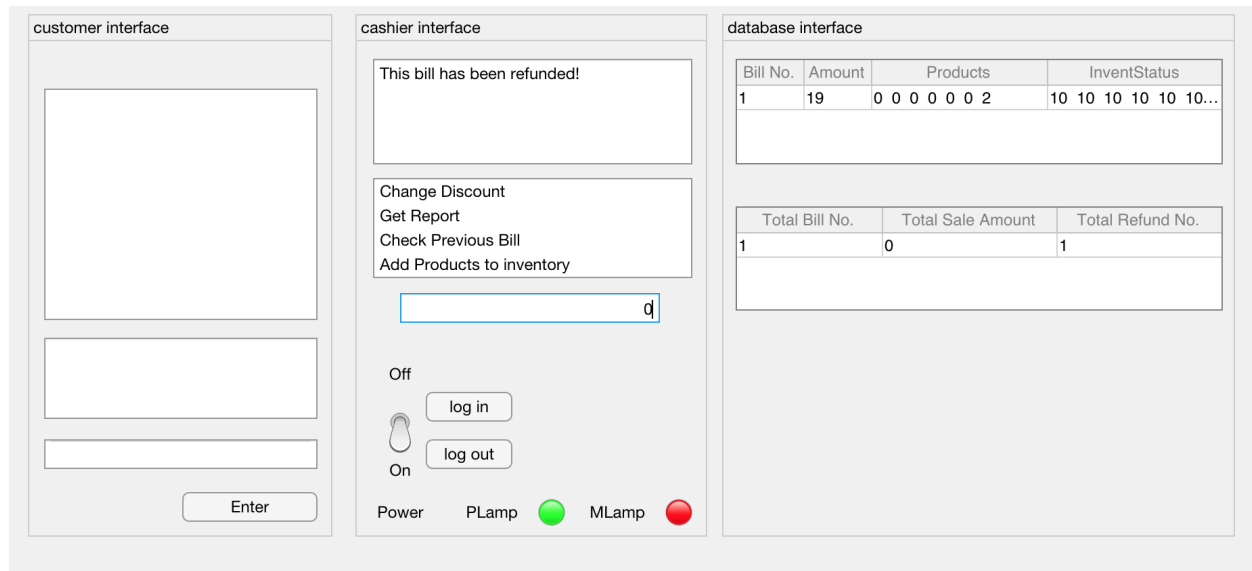 customer interface
Enter
cashier interface
This bill has been refunded!
Change Discount
Get Report
Check Previous Bill
Add Products to inventory
0
Off
log in
log out
On
Power PLamp MLamp
database interface
Bill No. Amount Products InventStatus
1 19 0 0 0 0 0 0 2 10 10 10 10 10 10...
Total Bill No. Total Sale Amount Total Refund No.
1 0 1